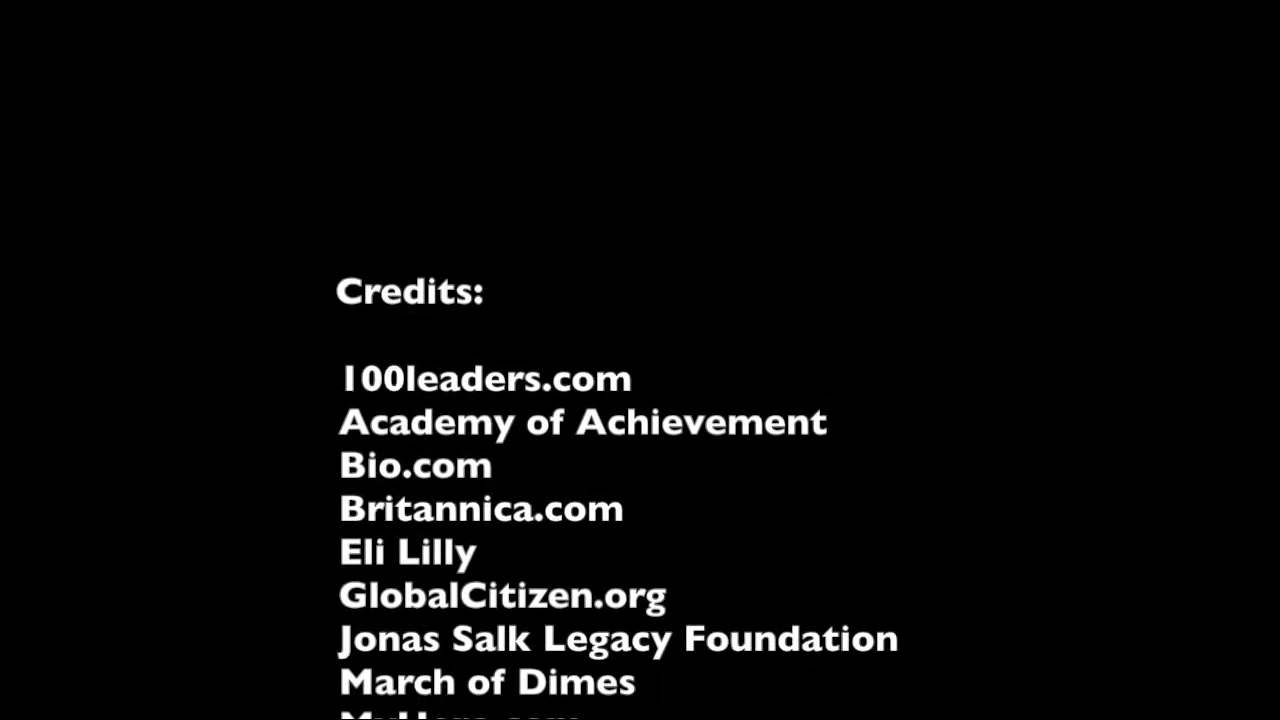 Credits:
100leaders.com
Academy of Achievement
Bio.com
Britannica.com
Eli Lilly
GlobalCitizen.org
Jonas Salk Legacy Foundation
March of Dimes